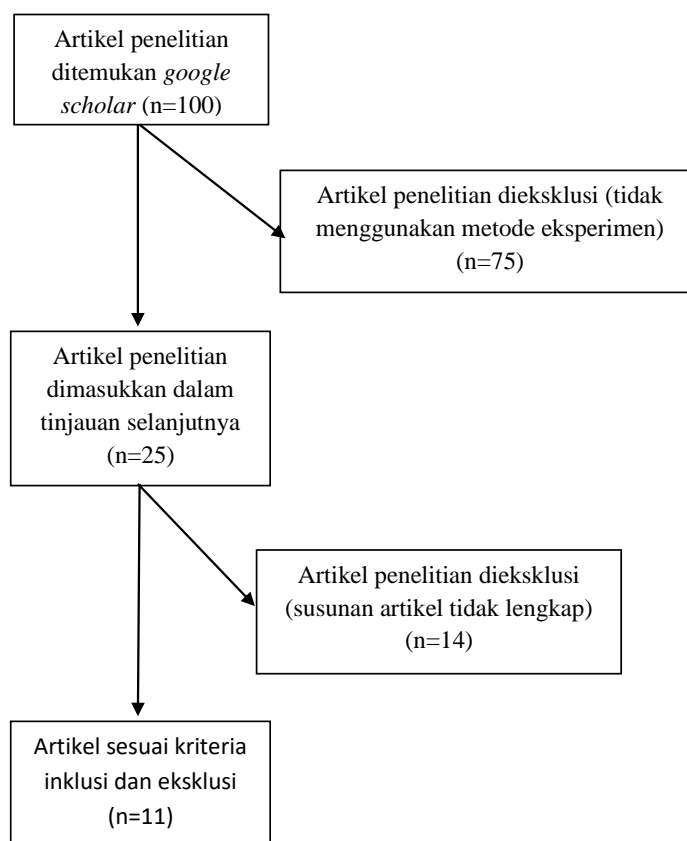 Artikel penelitian
ditemukan google
scholar (n=100)
Artikel penelitian dieksklusi (tidak
menggunakan metode eksperimen)
(n=75)
Artikel penelitian
dimasukkan dalam
tinjauan selanjutnya
(n=25)
Artikel penelitian dieksklusi
(susunan artikel tidak lengkap)
(n=14)
Artikel sesuai kriteria
inklusi dan eksklusi
(n=11)